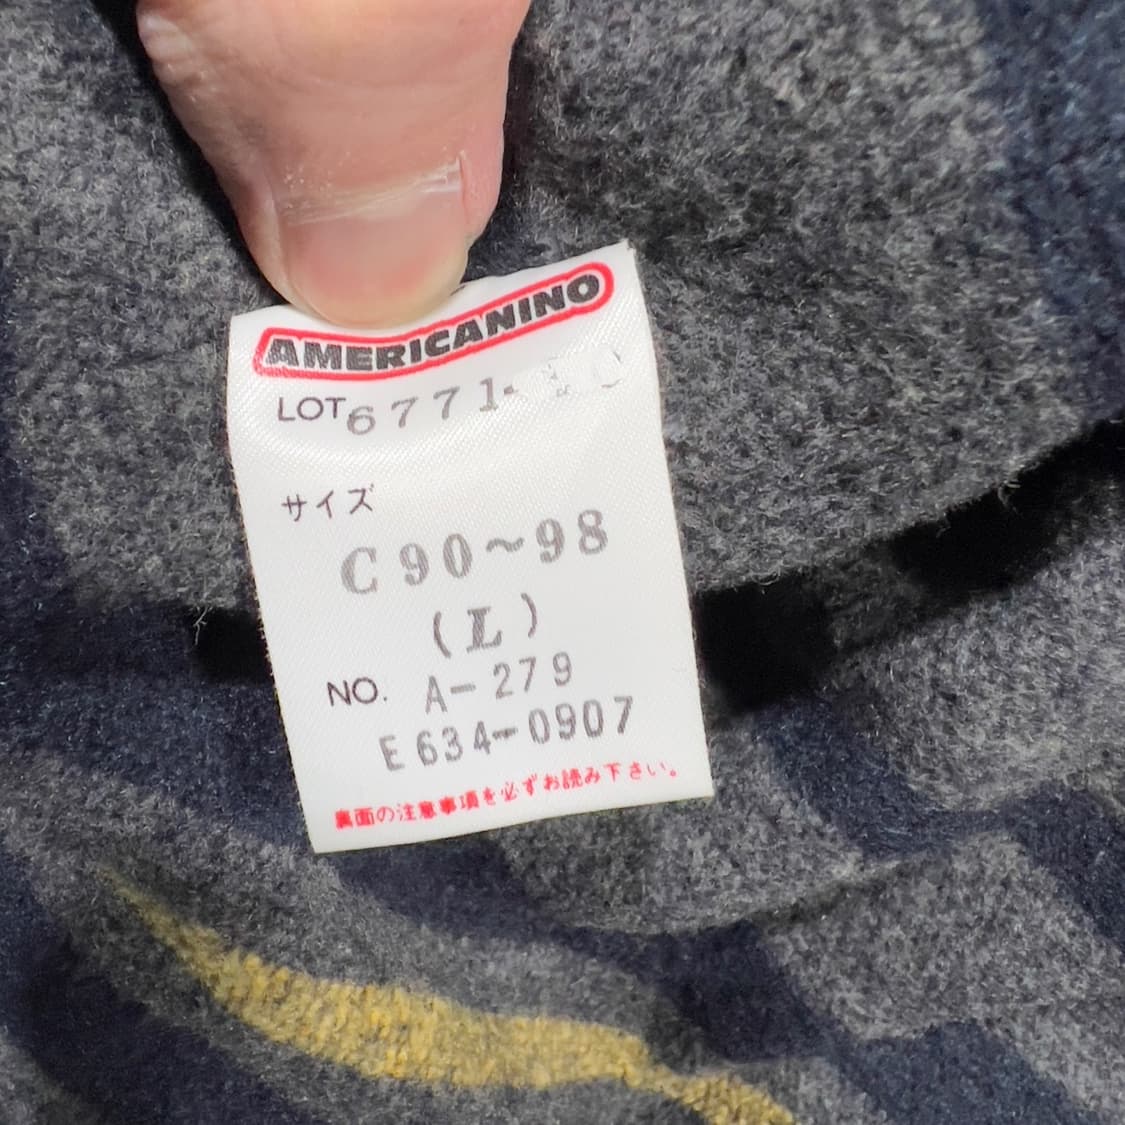 AMERICANINO
LOT 6771-
サイズ
C 90~98
(L)
NO. A-279
E634-0907
裏面の注意事項を必ずお読み下さい。